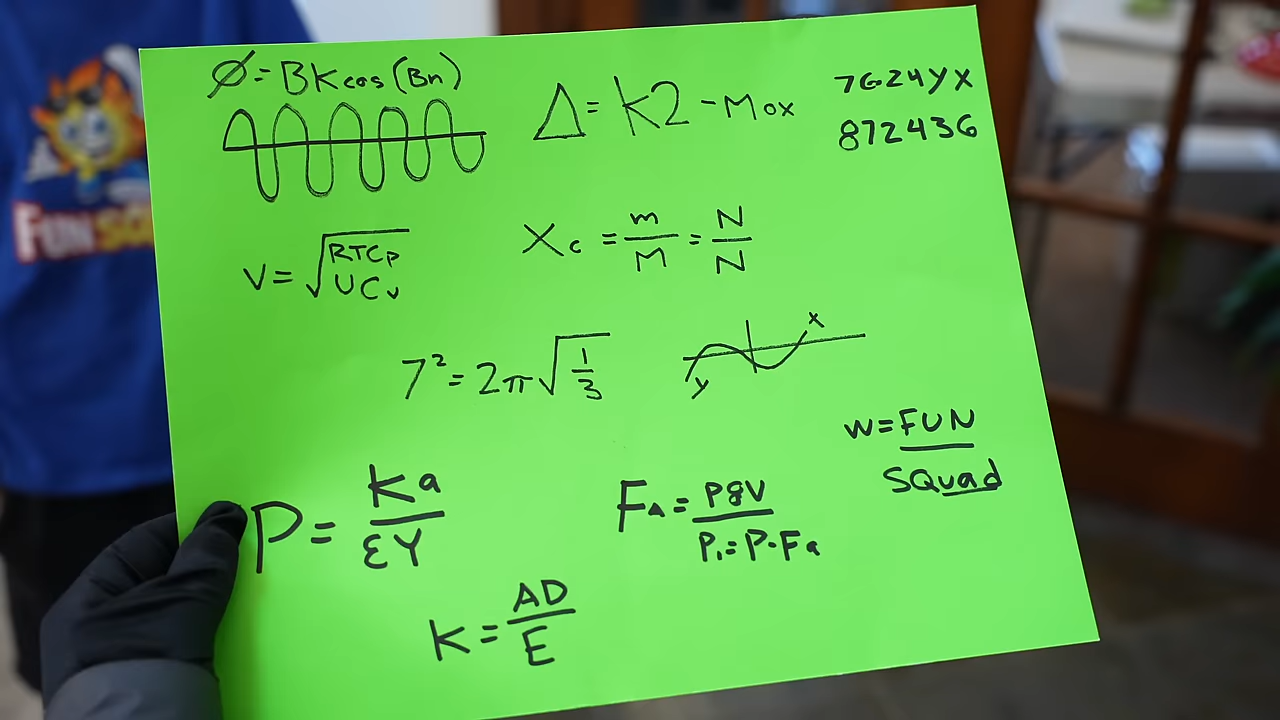 Ø=BKcos(Bn)
Δ=K2-Mox
7G24YX
872436
V=√RTCp
UCv
Xc=m/M=N/N
7²=2π√1/3
x
y
W=FUN
SQuad
P=Ka/εY
FA=PgV
P1=P·Fa
K=AD/E
FUN